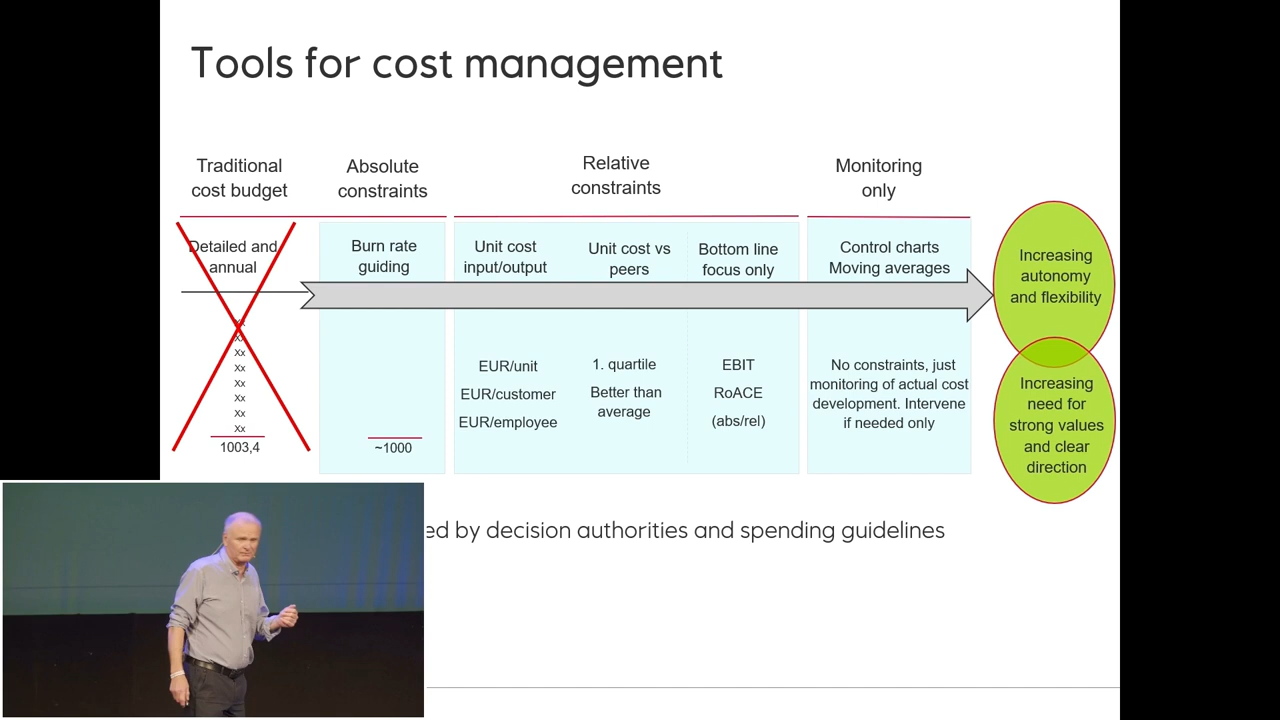 Tools for cost management
Traditional
cost budget
Absolute
constraints
Relative
constraints
Monitoring
only
Detailed and
annual
Burn rate
guiding
Unit cost
input/output
Unit cost vs
peers
Bottom line
focus only
Control charts
Moving averages
Increasing
autonomy
and flexibility
Xx
Xx
Xx
Xx
Xx
Xx
Xx
Xx
1003,4
~1000
EUR/unit
EUR/customer
EUR/employee
1. quartile
Better than
average
EBIT
RoACE
(abs/rel)
No constraints, just
monitoring of actual cost
development. Intervene
if needed only
Increasing
need for
strong values
and clear
direction
by decision authorities and spending guidelines